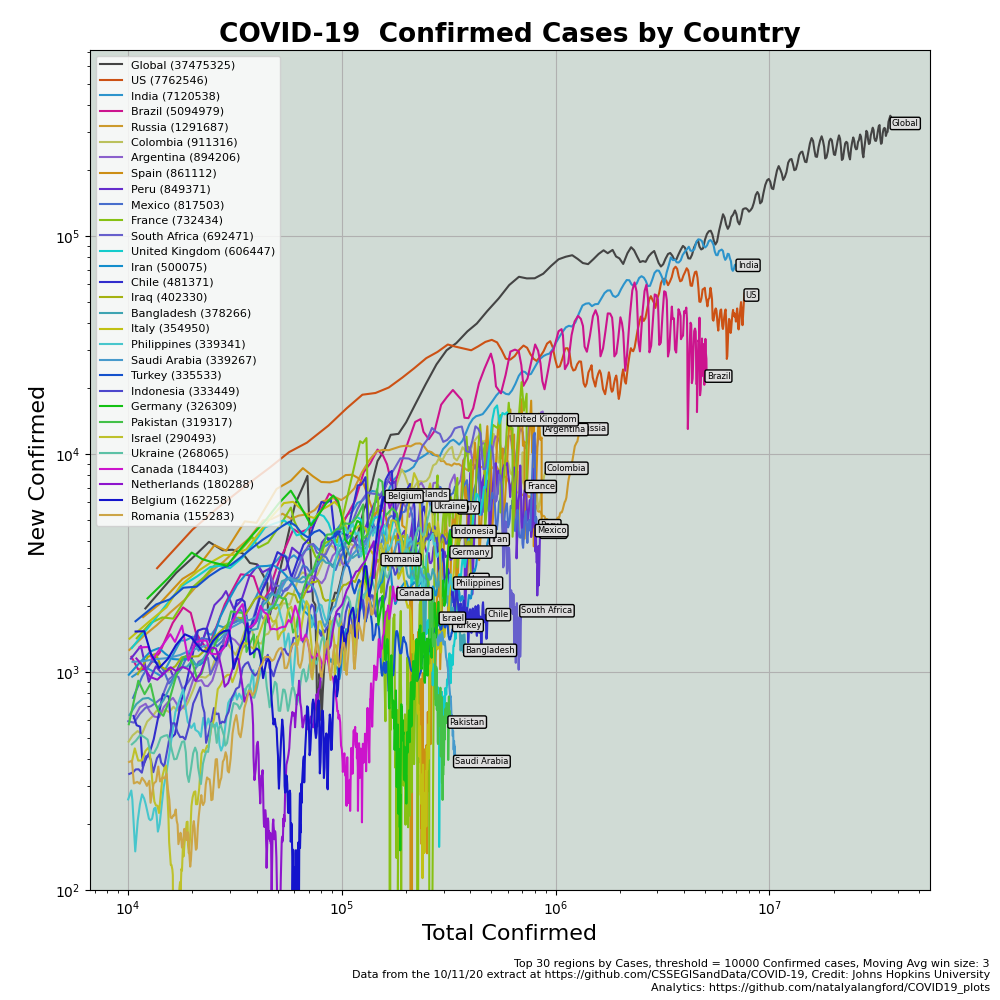 COVID-19  Confirmed Cases by Country
Global (37475325)
US (7762546)
India (7120538)
Brazil (5094979)
Russia (1291687)
Colombia (911316)
Argentina (894206)
Spain (861112)
Peru (849371)
Mexico (817503)
France (732434)
South Africa (692471)
United Kingdom (606447)
Iran (500075)
Chile (481371)
Iraq (402330)
Bangladesh (378266)
Italy (354950)
Philippines (339341)
Saudi Arabia (339267)
Turkey (335533)
Indonesia (333449)
Germany (326309)
Pakistan (319317)
Israel (290493)
Ukraine (268065)
Canada (184403)
Netherlands (180288)
Belgium (162258)
Romania (155283)
Global
India
US
Brazil
United Kingdom
Argentina
ssia
Colombia
France
Belgium
lands
Ukraine
ly
Mexico
Indonesia
ran
Germany
Romania
Philippines
Canada
South Africa
Chile
Israel
Turkey
Bangladesh
Pakistan
Saudi Arabia
New Confirmed
10⁵
10⁴
10³
10²
10⁴
10⁵
10⁶
10⁷
Total Confirmed
Top 30 regions by Cases, threshold = 10000 Confirmed cases, Moving Avg win size: 3
Data from the 10/11/20 extract at https://github.com/CSSEGISandData/COVID-19, Credit: Johns Hopkins University
Analytics: https://github.com/natalyalangford/COVID19_plots